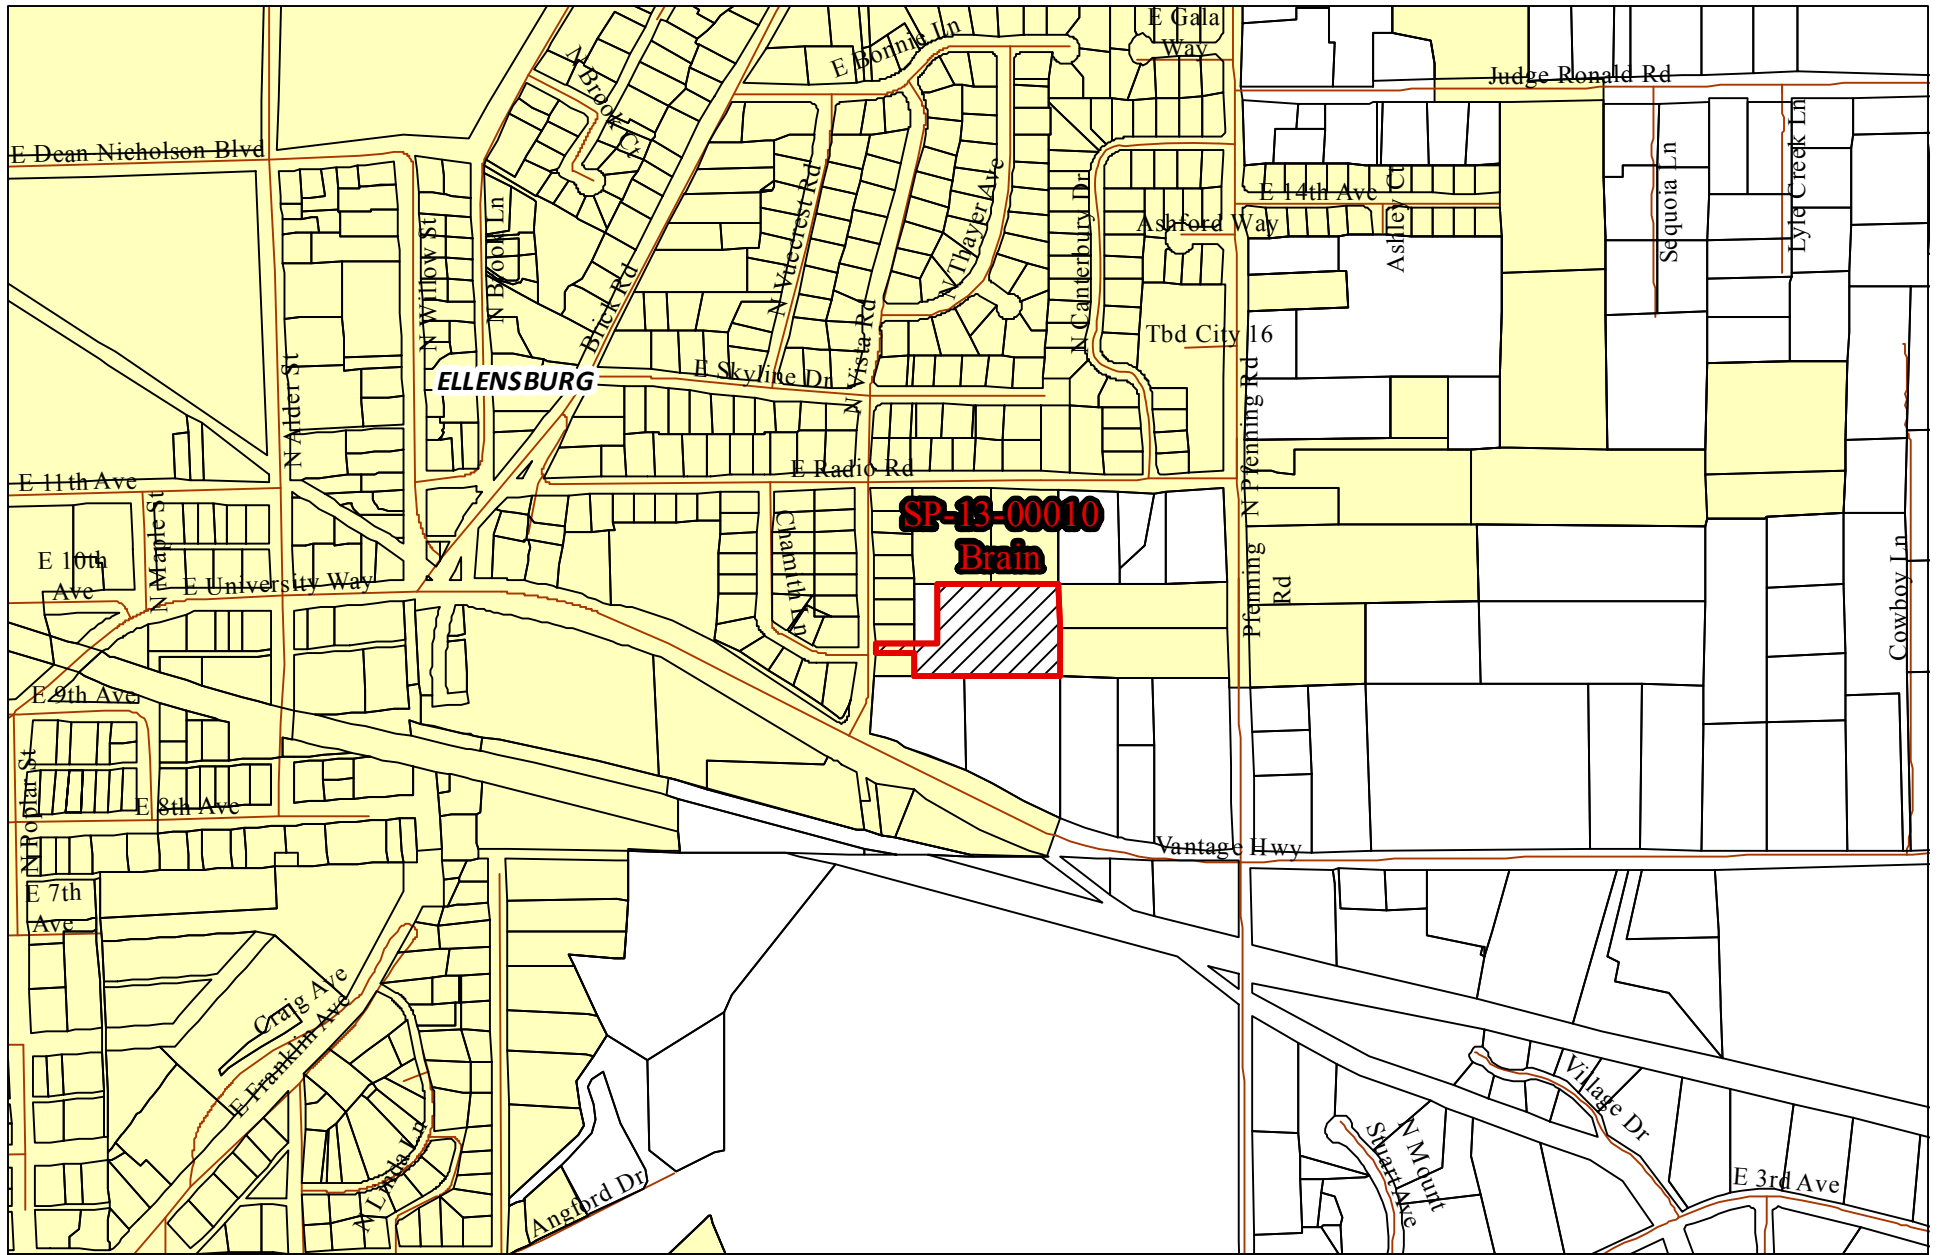 E Gala
Way
E Bonnie Ln
N Brook Ct
Judge Ronald Rd
E Dean Nicholson Blvd
Lyle Creek Ln
Sequoia Ln
E 14th Ave
Ashley Ct
Ashford Way
N Thayer Ave
N Canterbury Dr
N Vuecrest Rd
N Willow St
N Brook Ln
Brick Rd
N Vista Rd
Tbd City 16
E Skyline Dr
ELLENSBURG
N Alder St
N Pfenning Rd
E Radio Rd
E 11th Ave
N Maple St
SP-13-00010
Brain
Chamith Ln
E 10th
Ave
E University Way
Pfenning
Rd
Cowboy Ln
E 9th Ave
N Poplar St
E 8th Ave
Vantage Hwy
E 7th
Ave
Craig Ave
E Franklin Ave
N Linda Ln
Angford Dr
Village Dr
N Mount
Stuart Ave
E 3rd Ave